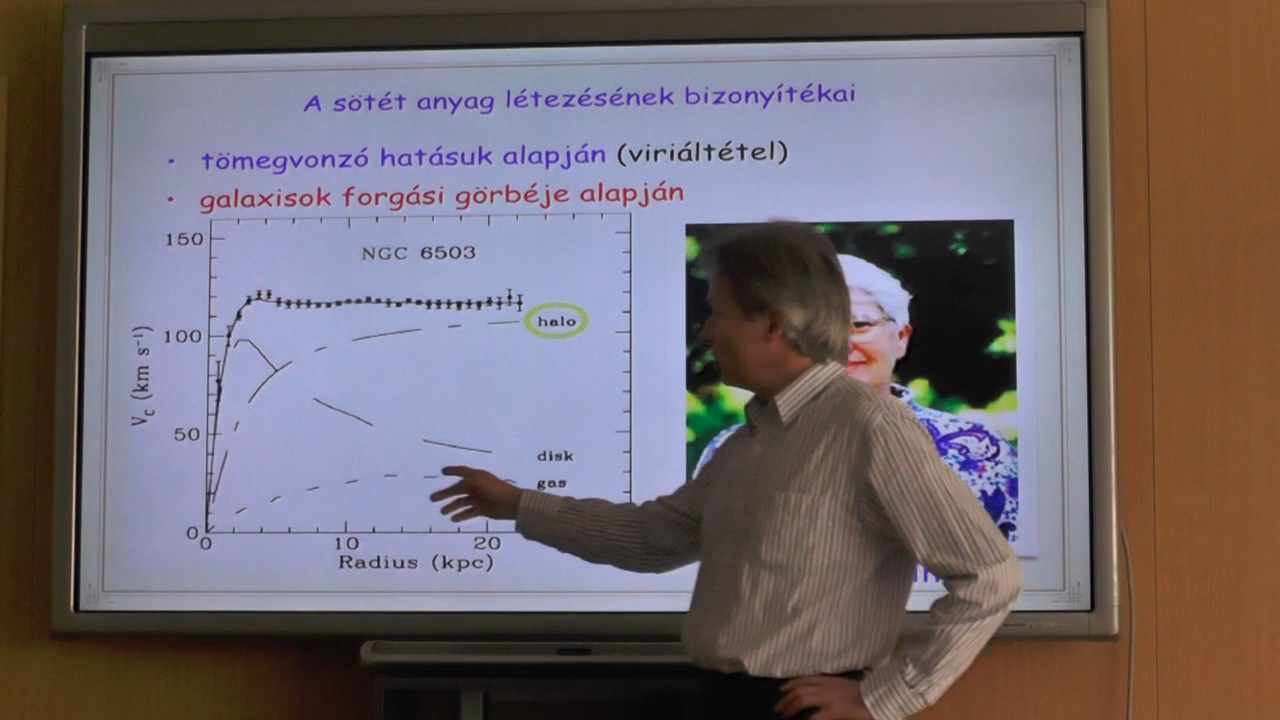 A sötét anyag létezésének bizonyítékai
• tömegvonzó hatásuk alapján (viriáltétel)
• galaxisok forgási görbéje alapján
NGC 6503
150
100
50
0
V_C (km s⁻¹)
halo
disk
gas
0 10 20
Radius (kpc)